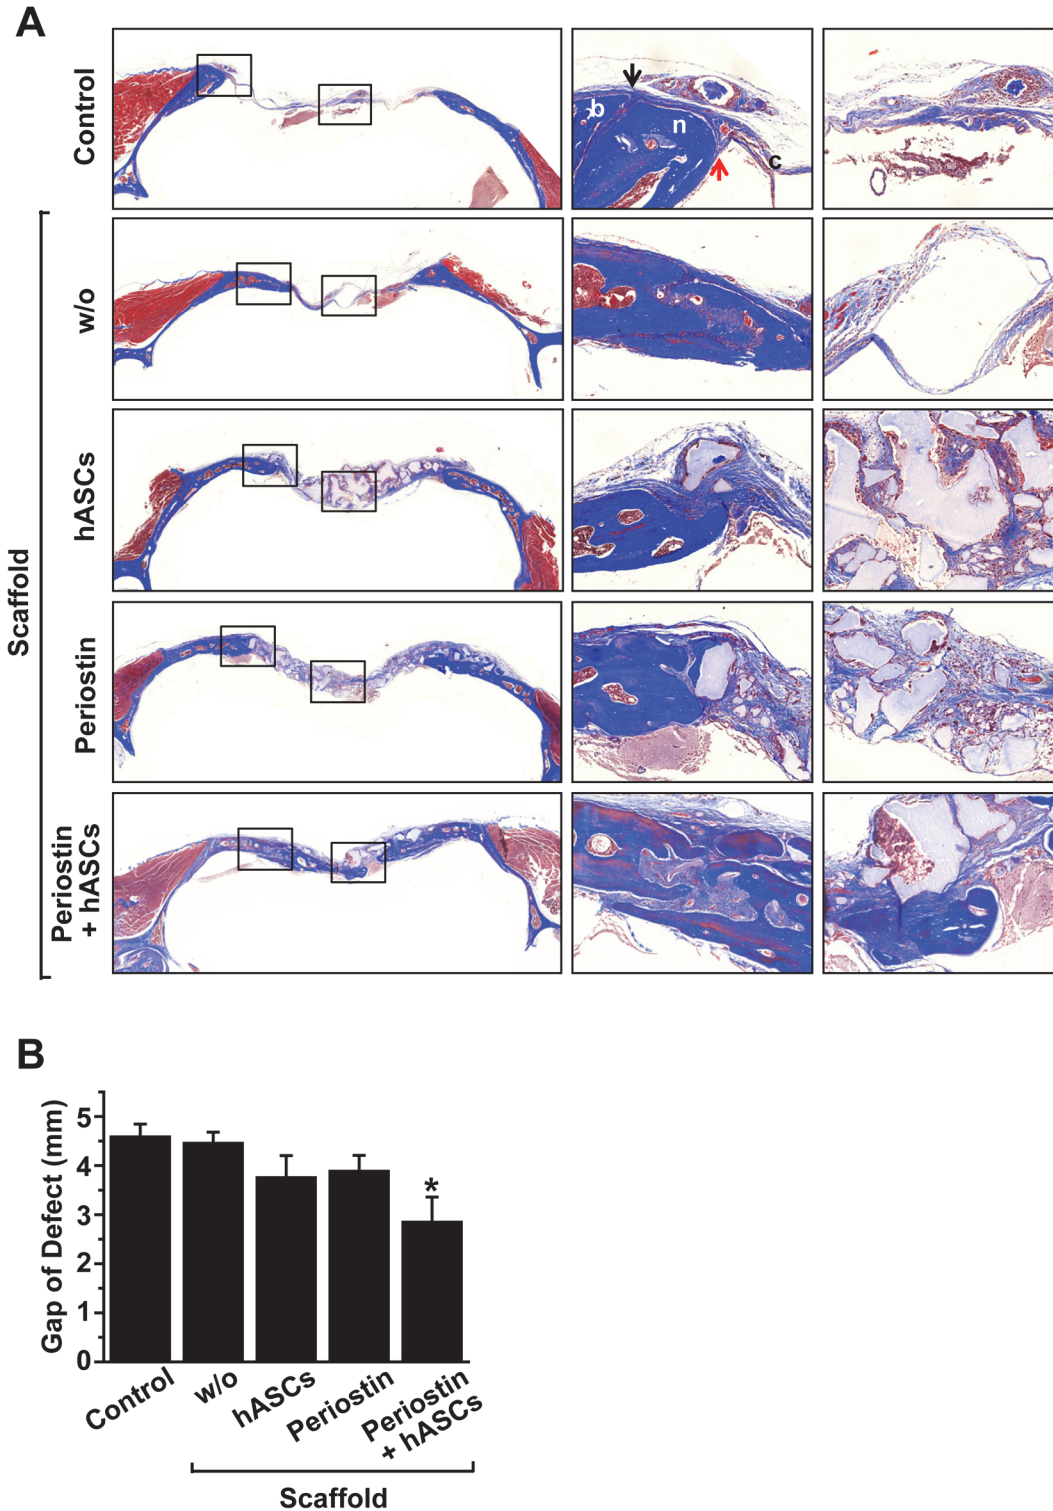 A
Control
b
n
c
w/o
hASCs
Periostin
Periostin
+ hASCs
Scaffold
B
Gap of Defect (mm)
5
4
3
2
1
0
*
Control
w/o
hASCs
Periostin
Periostin
+ hASCs
Scaffold